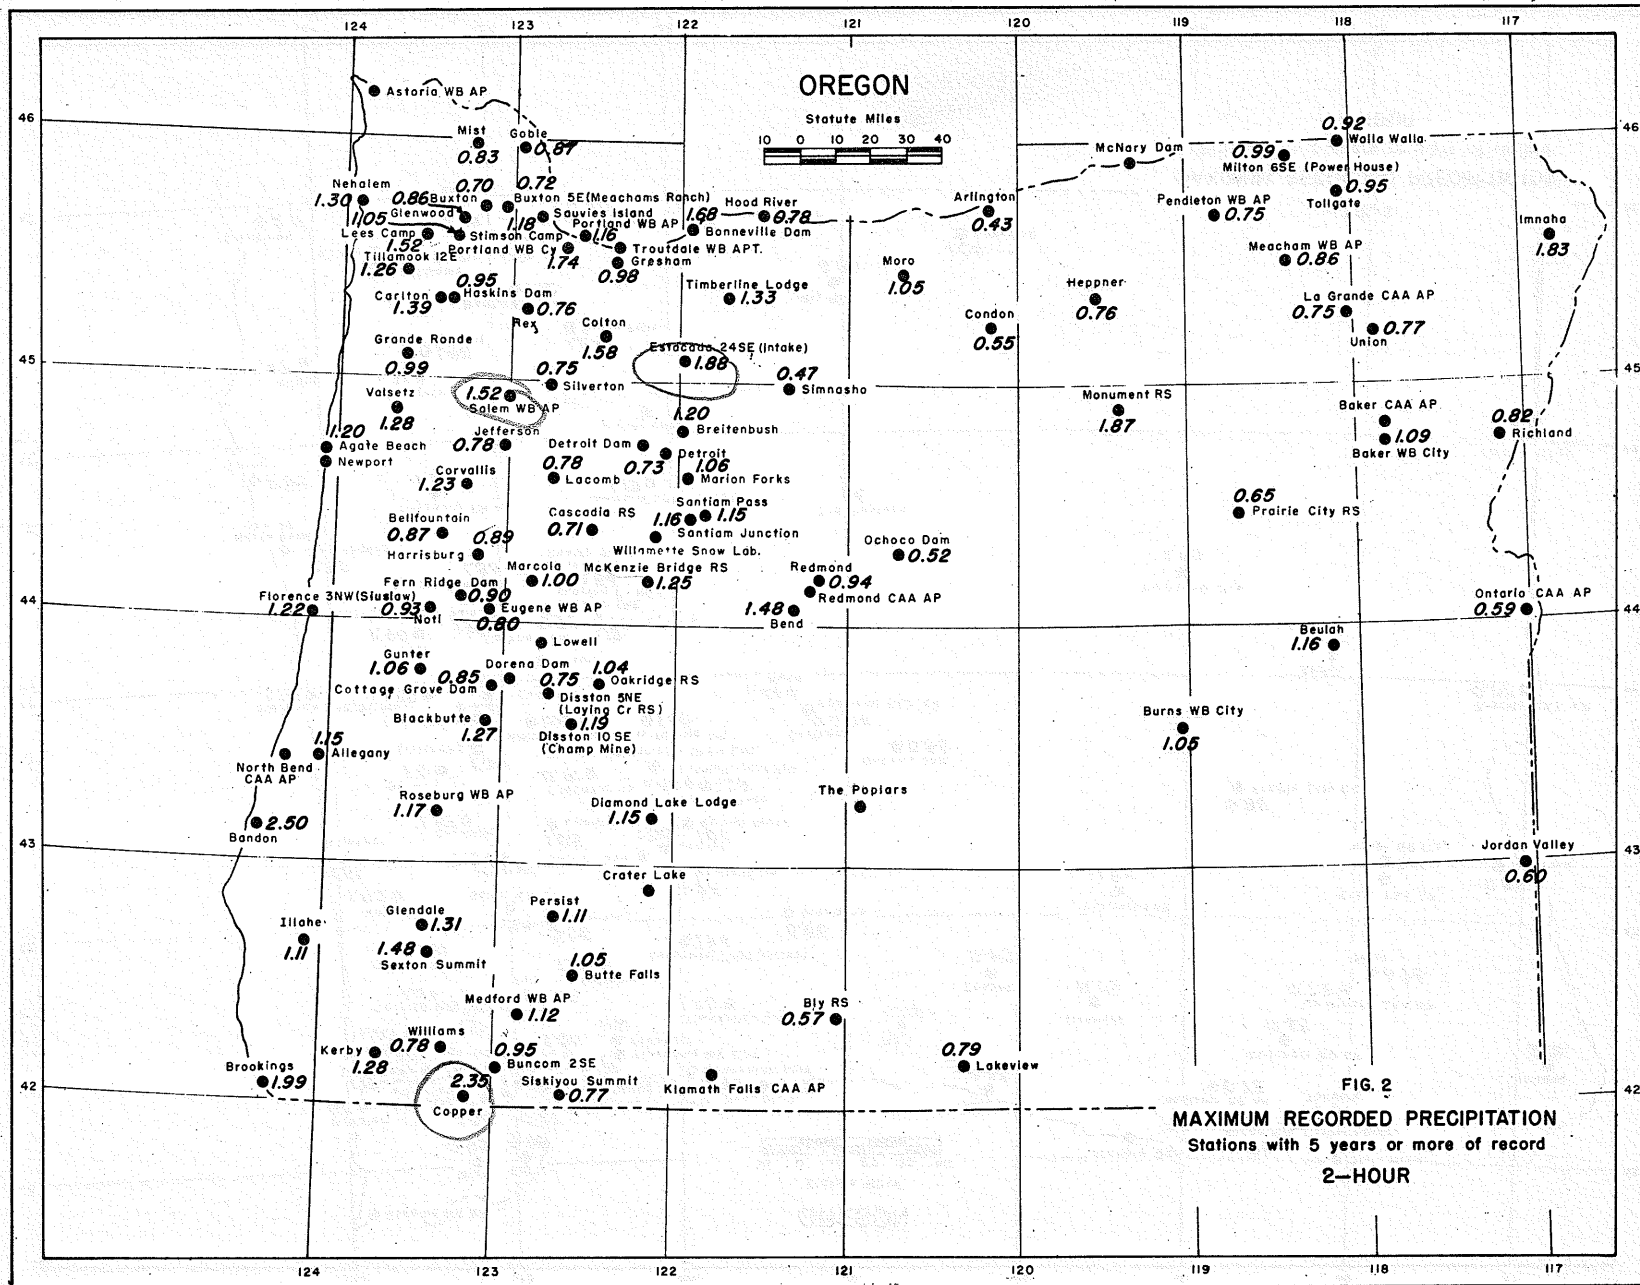 124 123 122 121 120 119 118 117
OREGON
Statute Miles
10 0 10 20 30 40
46
46
Astoria WB AP
Mist
0.83
Goble
0.87
McNary Dam
0.92
Walla Walla
0.99
Milton 6SE (Power House)
0.95
Tollgate
Nehalem
1.30
0.86
0.70
Buxton
0.72
Buxton 5E(Meachams Ranch)
1.05
Glenwood
1.18
Sauvies Island
Portland WB AP
1.16
1.68
Bonneville Dam
Hood River
0.78
Arlington
0.43
Pendleton WB AP
0.75
Imnaha
1.83
Lees Camp
1.52
Stimson Camp
Portland WB Cy
1.74
Troutdale WB APT.
Gresham
0.98
Meacham WB AP
0.86
Tillamook 12E
1.26
0.95
Carlton
1.39
Haskins Dam
0.76
Rex
Timberline Lodge
1.33
Moro
1.05
Heppner
0.76
La Grande CAA AP
0.75
0.77
Union
Colton
1.58
Condon
0.55
Grande Ronde
0.99
45
45
Estacada 24SE (Intake)
1.88
0.75
Silverton
0.47
Simnasho
Valsetz
1.28
1.52
Salem WB AP
1.20
Breitenbush
Monument RS
1.87
Baker CAA AP
1.09
Baker WB City
0.82
Richland
1.20
Agate Beach
Newport
Jefferson
0.78
Detroit Dam
0.73
Detroit
1.06
Marion Forks
Corvallis
1.23
0.78
Lacomb
Santiam Pass
1.16
1.15
Santiam Junction
0.65
Prairie City RS
Bellfountain
0.87
0.89
Harrisburg
Cascadia RS
0.71
Willamette Snow Lab.
Ochoco Dam
0.52
Marcola
1.00
McKenzie Bridge RS
1.25
Redmond
0.94
Redmond CAA AP
Fern Ridge Dam
0.90
44
44
Florence 3NW(Siuslaw)
1.22
0.93
Noti
Eugene WB AP
0.80
1.48
Bend
Ontario CAA AP
0.59
Lowell
Beulah
1.16
Gunter
1.06
0.85
Dorena Dam
Cottage Grove Dam
0.75
1.04
Oakridge RS
Disston 5NE
(Laying Cr RS)
1.19
Disston 10SE
(Champ Mine)
Blackbutte
1.27
Burns WB City
1.05
North Bend
CAA AP
1.15
Allegany
Roseburg WB AP
1.17
Diamond Lake Lodge
1.15
The Poplars
2.50
Bandon
43
43
Jordan Valley
0.60
Crater Lake
Persist
1.11
Glendale
1.31
Illahe
1.11
1.48
Sexton Summit
1.05
Butte Falls
Medford WB AP
1.12
Bly RS
0.57
Williams
0.78
Kerby
1.28
0.95
Buncom 2SE
0.79
Lakeview
Brookings
1.99
42
42
2.35
Copper
Siskiyou Summit
0.77
Klamath Falls CAA AP
FIG. 2
MAXIMUM RECORDED PRECIPITATION
Stations with 5 years or more of record
2-HOUR
124 123 122 121 120 119 118 117